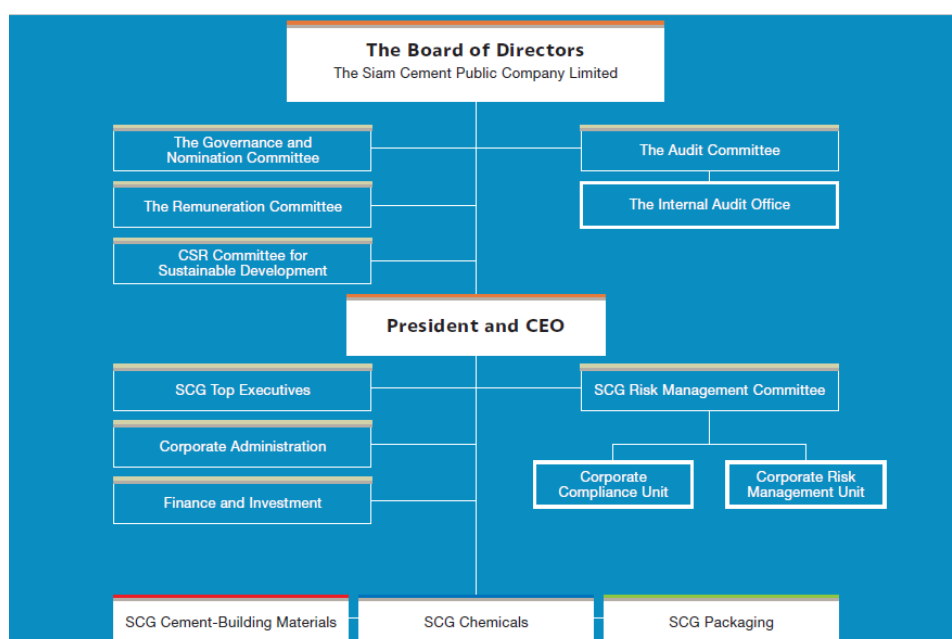 The Board of Directors
The Siam Cement Public Company Limited
The Governance and
Nomination Committee
The Audit Committee
The Remuneration Committee
The Internal Audit Office
CSR Committee for
Sustainable Development
President and CEO
SCG Top Executives
SCG Risk Management Committee
Corporate Administration
Corporate
Compliance Unit
Corporate Risk
Management Unit
Finance and Investment
SCG Cement-Building Materials
SCG Chemicals
SCG Packaging